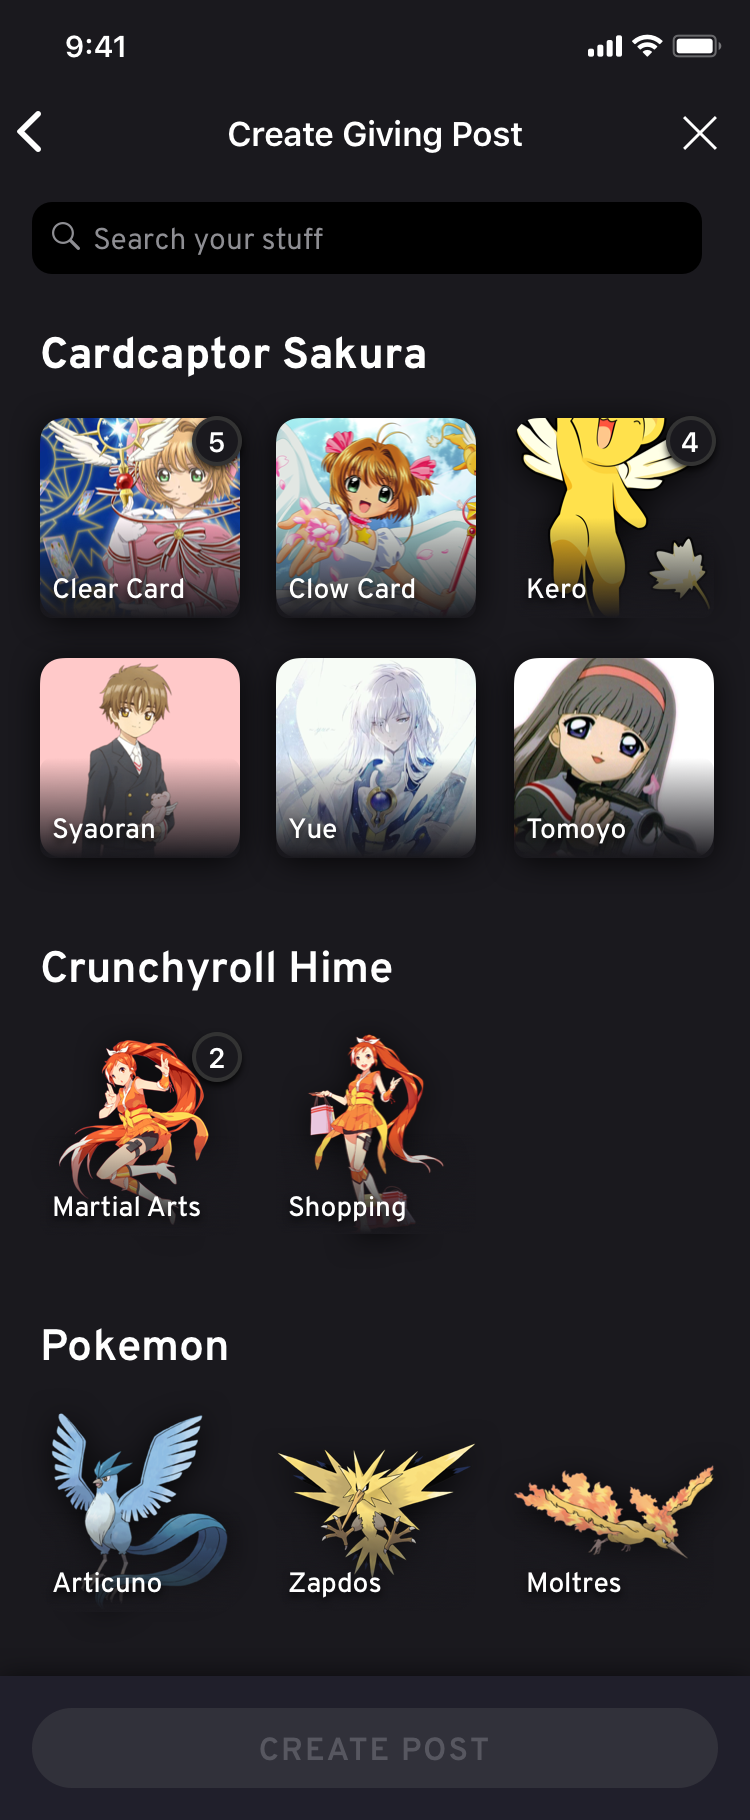 9:41
Create Giving Post
Search your stuff
Cardcaptor Sakura
5
4
Clear Card
Clow Card
Kero
Syaoran
Yue
Tomoyo
Crunchyroll Hime
2
Martial Arts
Shopping
Pokemon
Articuno
Zapdos
Moltres
CREATE POST